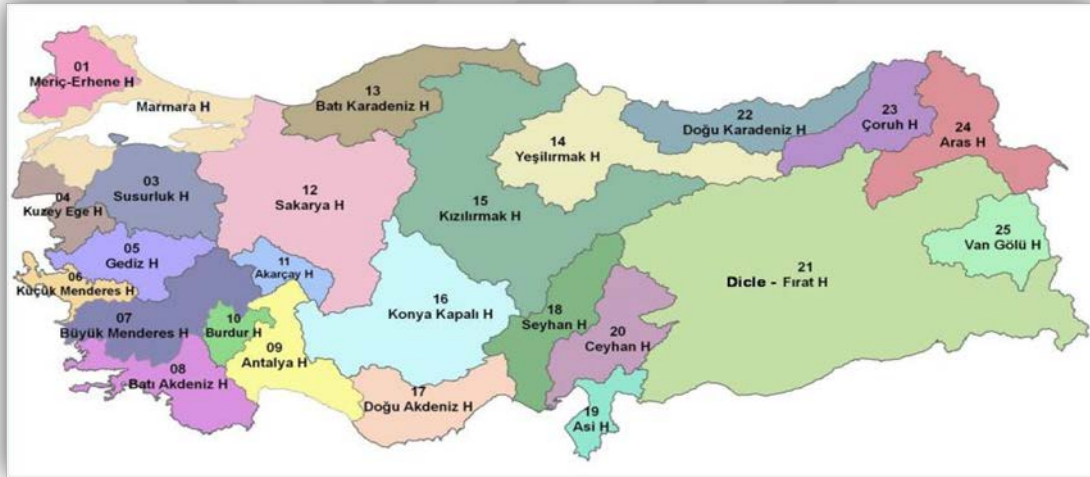 01
Meriç-Erhene H
Marmara H
13
Batı Karadeniz H
22
Doğu Karadeniz H
23
Çoruh H
24
Aras H
14
Yeşilırmak H
03
Susurluk H
12
Sakarya H
15
Kızılırmak H
04
Kuzey Ege H
05
Gediz H
11
Akarçay H
25
Van Gölü H
06
Küçük Menderes H
21
Dicle - Fırat H
16
Konya Kapalı H
07
Büyük Menderes H
10
Burdur H
18
Seyhan H
20
Ceyhan H
09
Antalya H
08
Batı Akdeniz H
17
Doğu Akdeniz H
19
Asi H